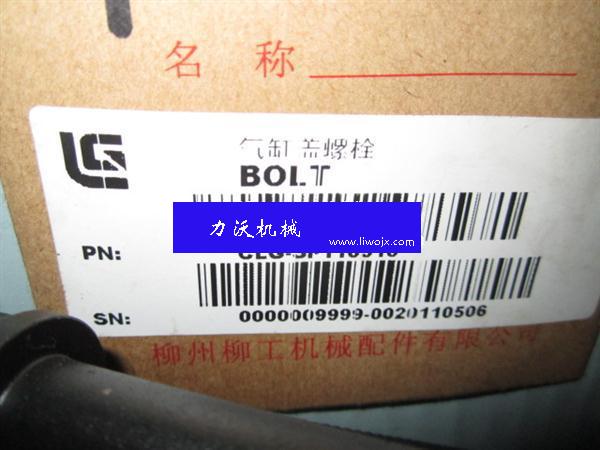 名 称
气缸盖螺栓
BOLT
力沃机械
www.liwojx.com
PN:
SN:
0000009999-0020110506
柳州柳工机械配件有限公司